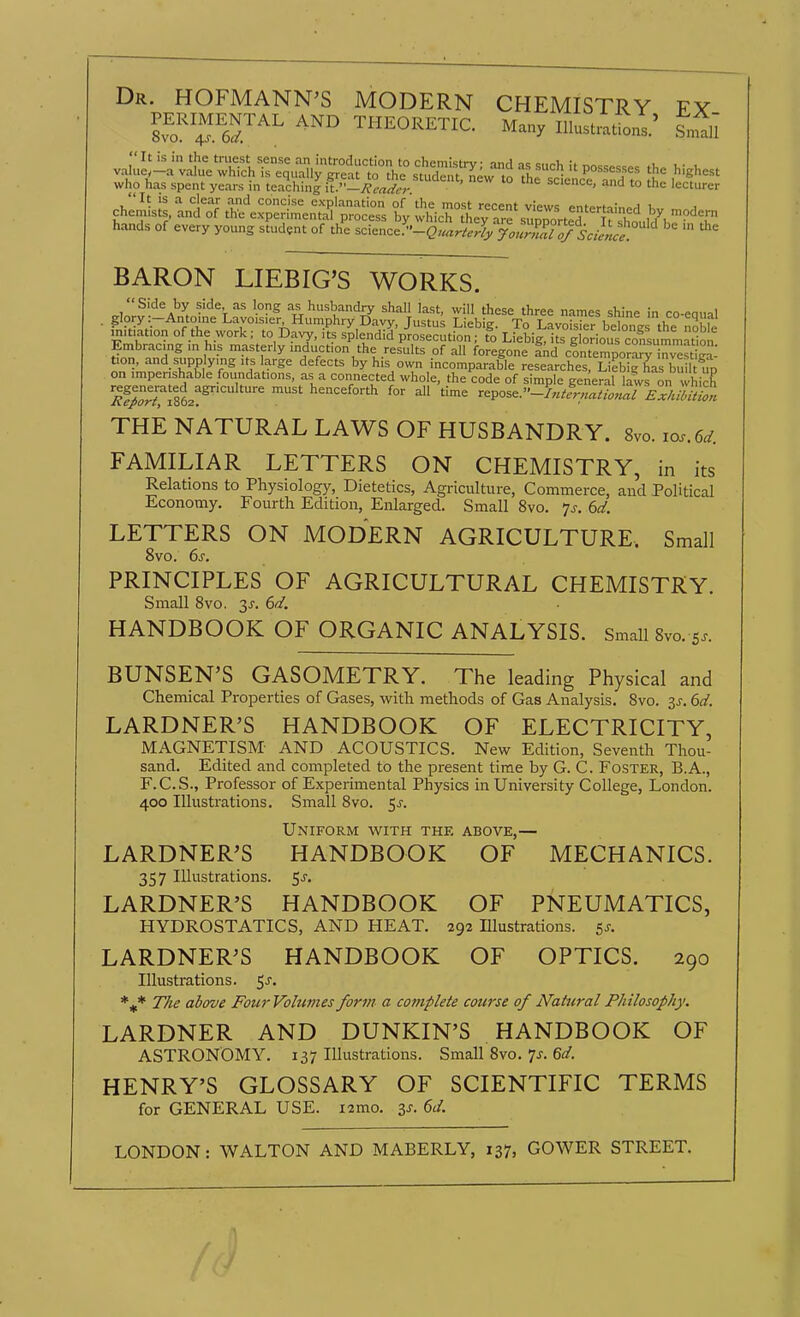 DR. HOFMANN'S MODERN CHEMISTRY, EX-
PERIMENTAL AND THEORETIC. Many Illustrations. Small
8vo. 4s. 6d.
"It is in the truest sense an introduction to chemistry; and as such it possesses the highest
value,—a value which is equally great to the student, new to the science, and to the lecturer
who has spent years in teaching it."—Reader.
"It is a clear and concise explanation of the most recent views entertained by modern
chemists, and of the experimental process by which they are supported. It should be in the
hands of every young student of the science."—Quarterly Journal of Science.
BARON LIEBIG'S WORKS.
"Side by side, as long as husbandry shall last, will these three names shine in co-equal
glory:—Antoine Lavoisier, Humphry Davy, Justus Liebig. To Lavoisier belongs the noble
initiation of the work; to Davy, its splendid prosecution; to Liebig, its glorious consummation.
Embracing in his masterly induction the results of all foregone and contemporary investiga-
tion, and supplying its large defects by his own incomparable researches, Liebig has built up
on imperishable foundations, as a connected whole, the code of simple general laws on which
regenerated agriculture must henceforth for all time repose."—International Exhibition
Report, 1862.
THE NATURAL LAWS OF HUSBANDRY. 8vo. 10s. 6d.
FAMILIAR LETTERS ON CHEMISTRY, in its
Relations to Physiology, Dietetics, Agriculture, Commerce, and Political
Economy. Fourth Edition, Enlarged. Small 8vo. 7s. 6d.
LETTERS ON MODERN AGRICULTURE. Small
8vo. 6s.
PRINCIPLES OF AGRICULTURAL CHEMISTRY.
Small 8vo. 3s. 6d.
HANDBOOK OF ORGANIC ANALYSIS. Small 8vo. 5s.
BUNSEN'S GASOMETRY. The leading Physical and
Chemical Properties of Gases, with methods of Gas Analysis. 8vo. 3s. 6d.
LARDNER'S HANDBOOK OF ELECTRICITY,
MAGNETISM AND ACOUSTICS. New Edition, Seventh Thou-
sand. Edited and completed to the present time by G. C. FOSTER, B.A.,
F.C.S., Professor of Experimental Physics in University College, London.
400 Illustrations. Small 8vo. 5s.
UNIFORM WITH THE ABOVE,—
LARDNER'S HANDBOOK OF MECHANICS.
357 Illustrations. 5s.
LARDNER'S HANDBOOK OF PNEUMATICS,
HYDROSTATICS, AND HEAT. 292 Illustrations. 5s.
LARDNER'S HANDBOOK OF OPTICS. 290
Illustrations. 5s.
*** The above Four Volumes form a complete course of Natural Philosophy.
LARDNER AND DUNKIN'S HANDBOOK OF
ASTRONOMY. 137 Illustrations. Small 8vo. 7s. 6d.
HENRY'S GLOSSARY OF SCIENTIFIC TERMS
for GENERAL USE. 12mo. 3s. 6d.
LONDON: WALTON AND MABERLY, 137, GOWER STREET.